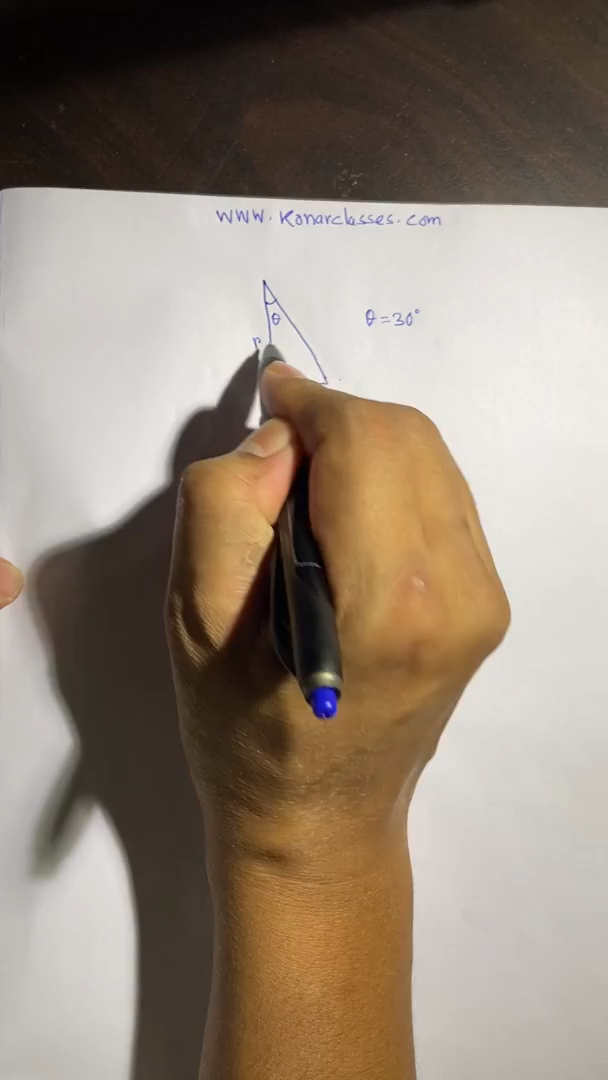 www.Konarclasses.com
θ
θ = 30°
r